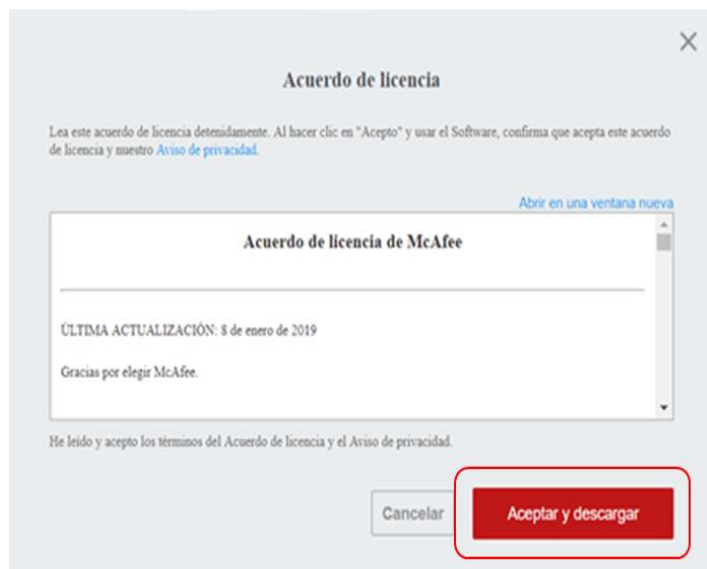 Acuerdo de licencia
Lea este acuerdo de licencia detenidamente. Al hacer clic en "Acepto" y usar el Software, confirma que acepta este acuerdo
de licencia y nuestro Aviso de privacidad.
Abrir en una ventana nueva
Acuerdo de licencia de McAfee
ÚLTIMA ACTUALIZACIÓN: 8 de enero de 2019
Gracias por elegir McAfee.
He leído y acepto los términos del Acuerdo de licencia y el Aviso de privacidad.
Cancelar
Aceptar y descargar